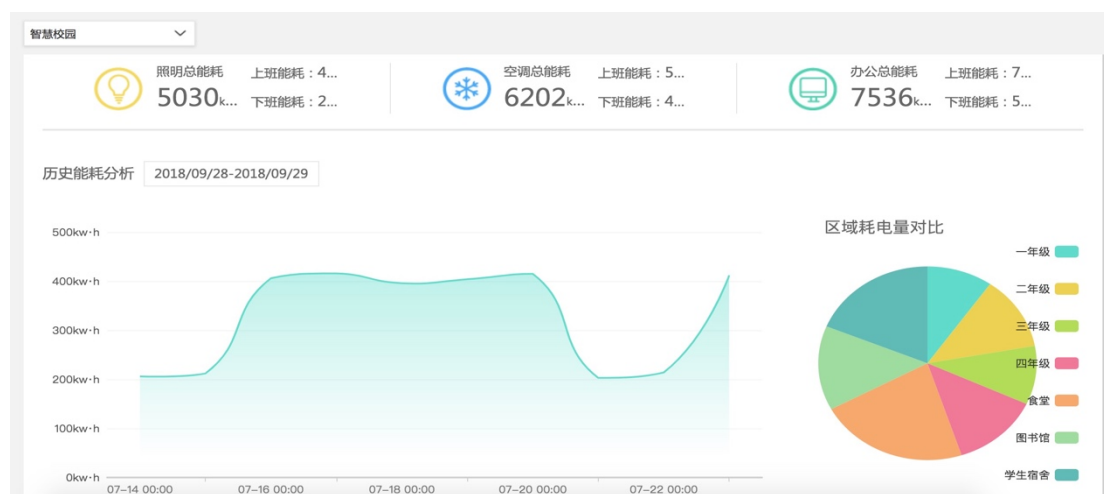 智慧校园
照明总能耗
上班能耗：4...
5030k...
下班能耗：2...
空调总能耗
上班能耗：5...
6202k...
下班能耗：4...
办公总能耗
上班能耗：7...
7536k...
下班能耗：5...
历史能耗分析
2018/09/28-2018/09/29
500kw·h
400kw·h
300kw·h
200kw·h
100kw·h
0kw·h
07-14 00:00
07-16 00:00
07-18 00:00
07-20 00:00
07-22 00:00
区域耗电量对比
一年级
二年级
三年级
四年级
食堂
图书馆
学生宿舍